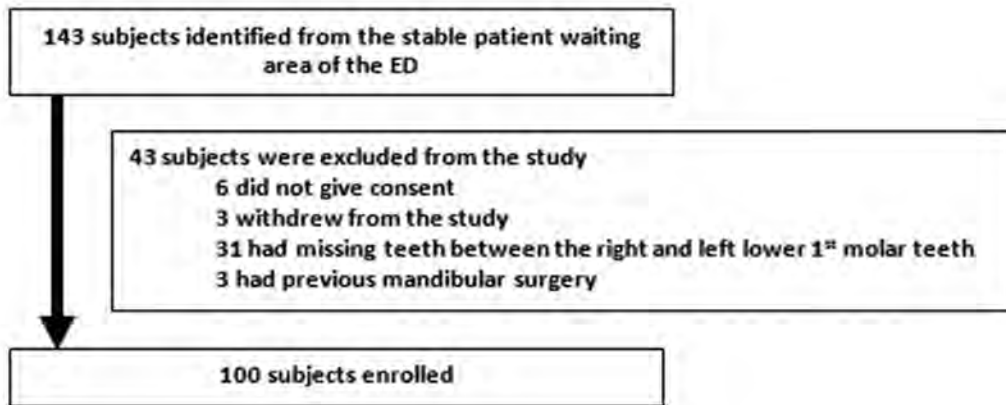 143 subjects identified from the stable patient waiting
area of the ED
43 subjects were excluded from the study
6 did not give consent
3 withdrew from the study
31 had missing teeth between the right and left lower 1st molar teeth
3 had previous mandibular surgery
100 subjects enrolled